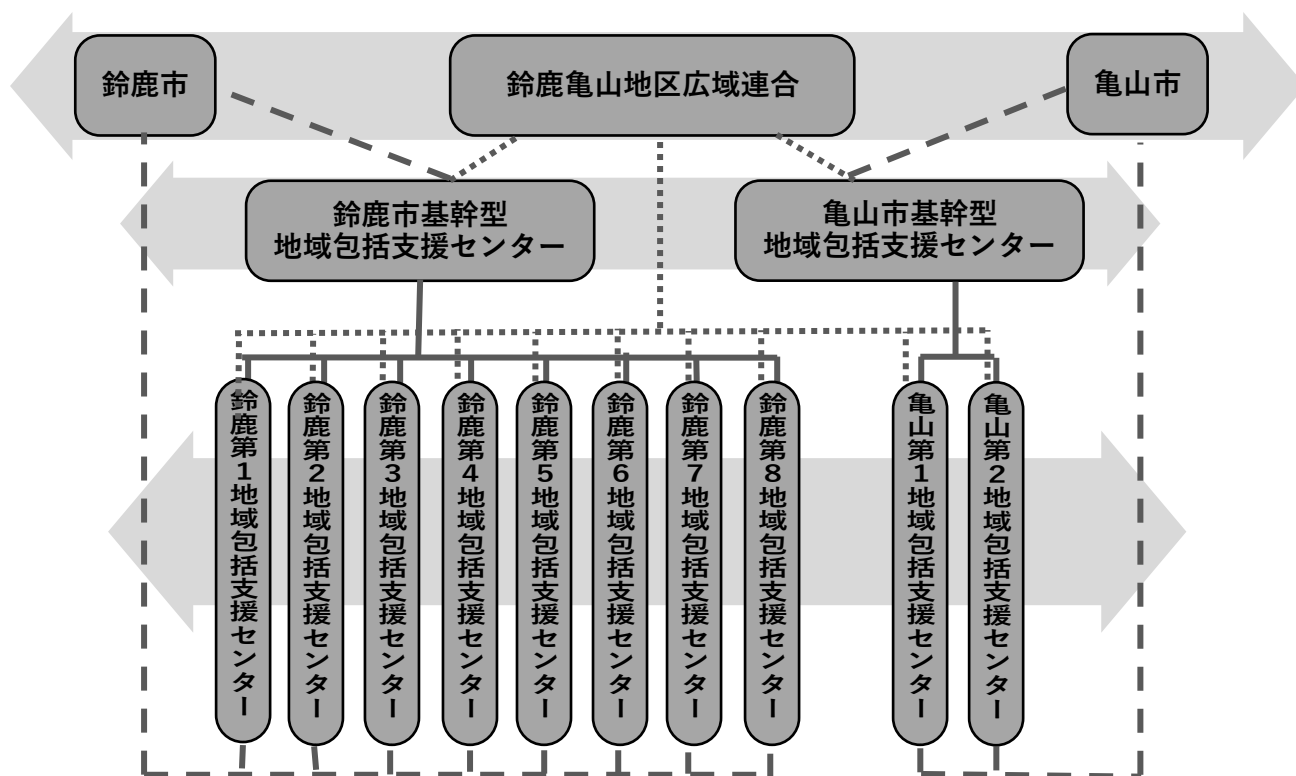 鈴鹿市
鈴鹿亀山地区広域連合
亀山市
鈴鹿市基幹型
地域包括支援センター
亀山市基幹型
地域包括支援センター
鈴鹿第1地域包括支援センター
鈴鹿第2地域包括支援センター
鈴鹿第3地域包括支援センター
鈴鹿第4地域包括支援センター
鈴鹿第5地域包括支援センター
鈴鹿第6地域包括支援センター
鈴鹿第7地域包括支援センター
鈴鹿第8地域包括支援センター
亀山第1地域包括支援センター
亀山第2地域包括支援センター